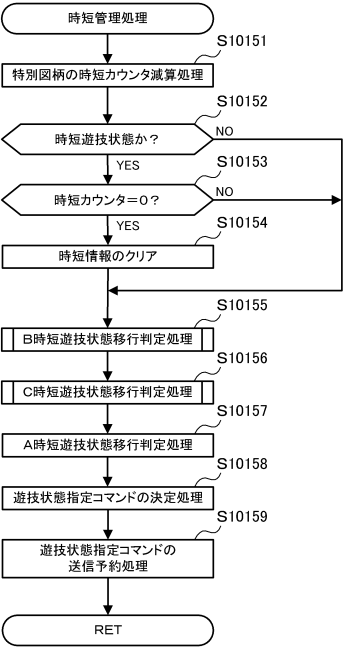 時短管理処理
S10151
特別図柄の時短カウンタ減算処理
S10152
時短遊技状態か？
NO
YES
S10153
時短カウンタ＝０？
NO
YES
S10154
時短情報のクリア
S10155
Ｂ時短遊技状態移行判定処理
S10156
Ｃ時短遊技状態移行判定処理
S10157
Ａ時短遊技状態移行判定処理
S10158
遊技状態指定コマンドの決定処理
S10159
遊技状態指定コマンドの
送信予約処理
RET